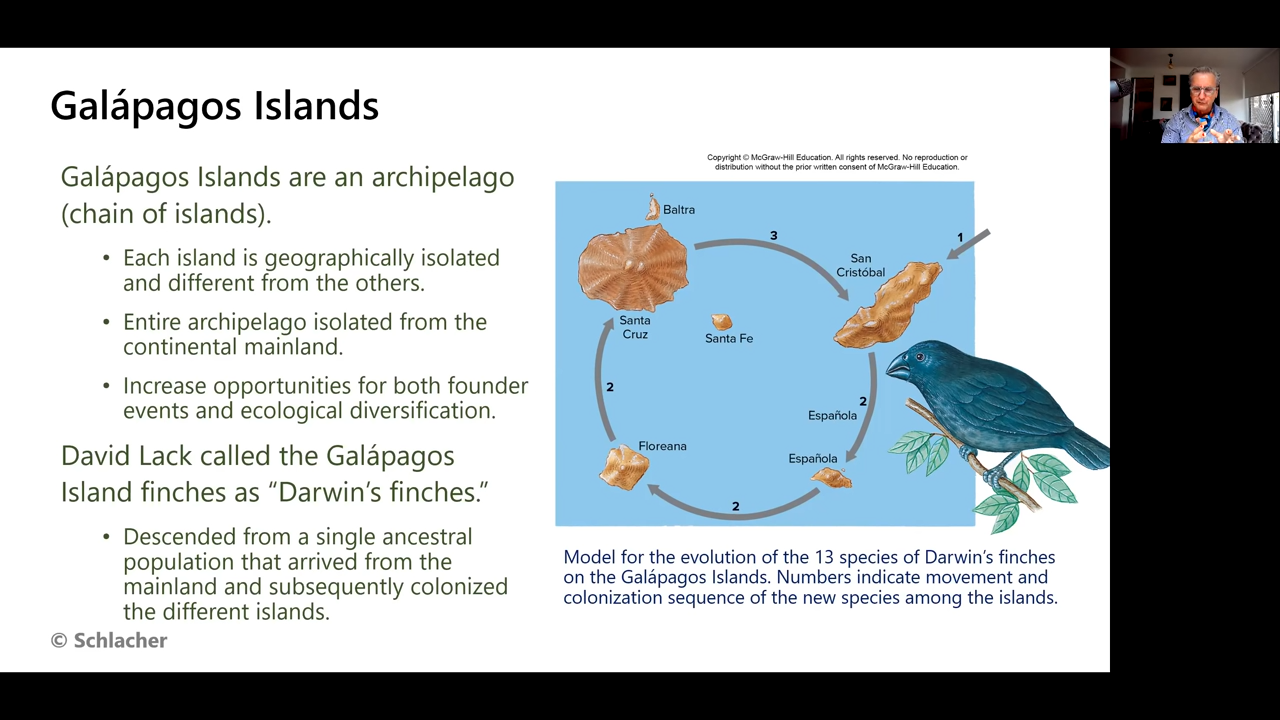 Galápagos Islands
Galápagos Islands are an archipelago
(chain of islands).
• Each island is geographically isolated
and different from the others.
• Entire archipelago isolated from the
continental mainland.
• Increase opportunities for both founder
events and ecological diversification.
David Lack called the Galápagos
Island finches as “Darwin’s finches.”
• Descended from a single ancestral
population that arrived from the
mainland and subsequently colonized
the different islands.
© Schlacher
Copyright © McGraw-Hill Education. All rights reserved. No reproduction or
distribution without the prior written consent of McGraw-Hill Education.
Baltra
3
1
San
Cristóbal
Santa
Cruz
Santa Fe
2
2
Española
Floreana
Española
2
Model for the evolution of the 13 species of Darwin’s finches
on the Galápagos Islands. Numbers indicate movement and
colonization sequence of the new species among the islands.